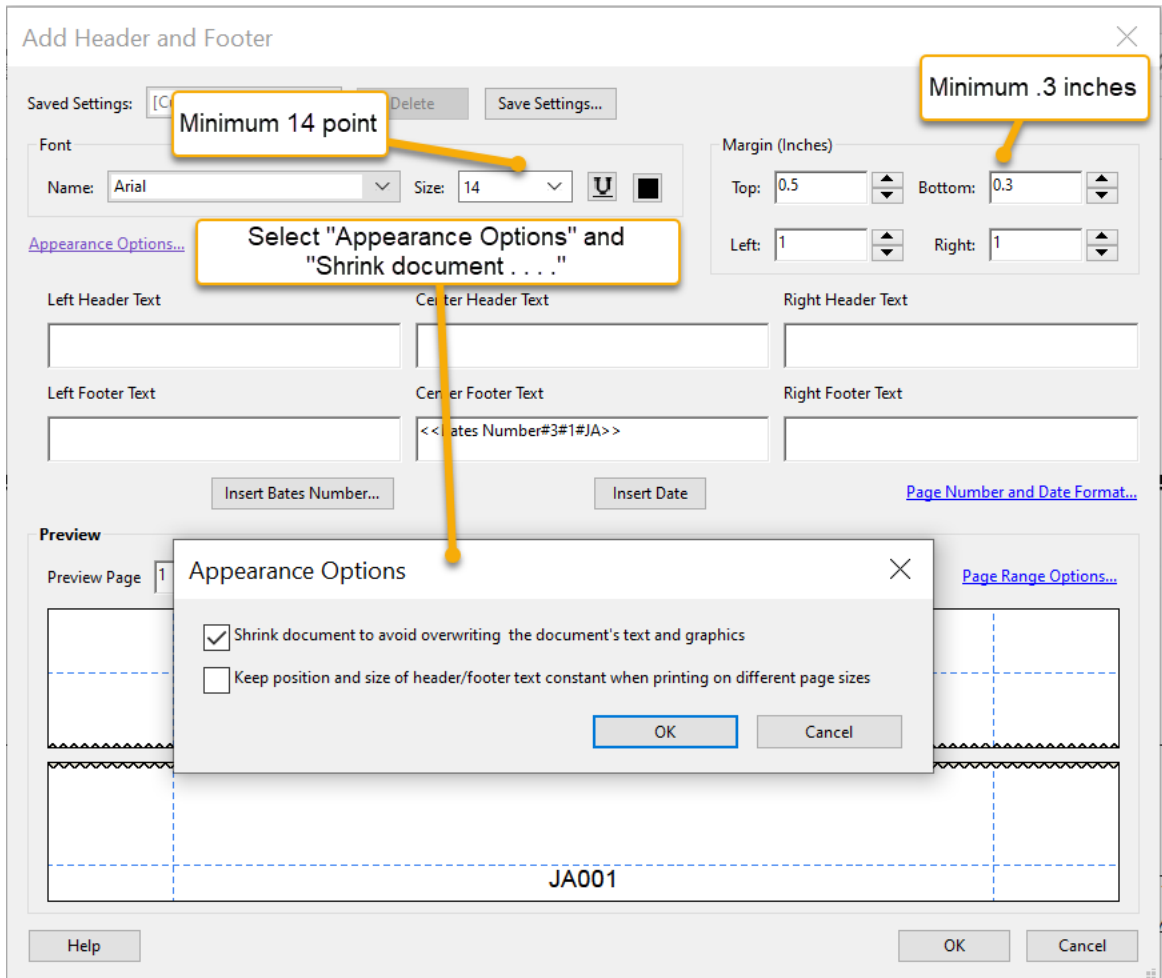 Add Header and Footer
Minimum .3 inches
Saved Settings: [Cu Delete Save Settings...
Minimum 14 point
Font
Margin (Inches)
Name: Arial Size: 14 U
Top: 0.5 Bottom: 0.3
Appearance Options...
Select "Appearance Options" and
"Shrink document . . . ."
Left: 1 Right: 1
Left Header Text Center Header Text Right Header Text
Left Footer Text Center Footer Text Right Footer Text
<<Bates Number#3#1#JA>>
Insert Bates Number... Insert Date Page Number and Date Format...
Preview
Preview Page 1 Page Range Options...
Appearance Options
Shrink document to avoid overwriting the document's text and graphics
Keep position and size of header/footer text constant when printing on different page sizes
OK Cancel
JA001
Help OK Cancel